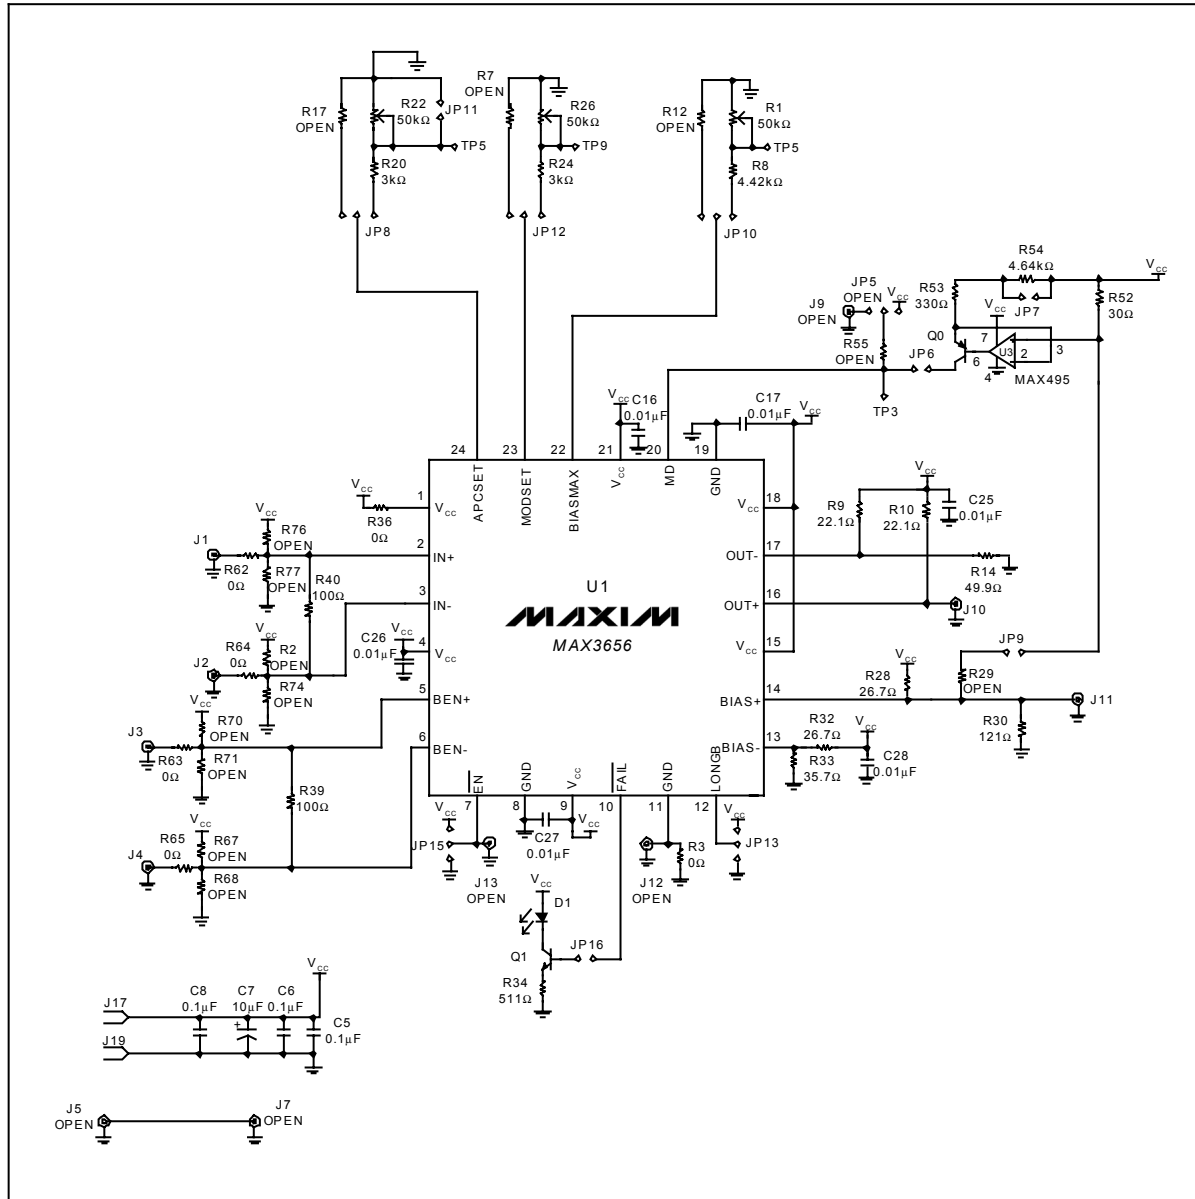 R17
OPEN
R22
50kΩ
JP11
TP5
R20
3kΩ
JP8
R7
OPEN
R26
50kΩ
TP9
R24
3kΩ
JP12
R12
OPEN
R1
50kΩ
TP5
R8
4.42kΩ
JP10
R54
4.64kΩ
VCC
JP5
OPEN
VCC
J9
OPEN
R53
330Ω
JP7
R52
30Ω
VCC
Q0
7
U3
2
3
6
4
MAX495
R55
OPEN
JP6
TP3
VCC
C16
0.01µF
C17
0.01µF
VCC
24
23
22
21
20
19
APCSET
MODSET
BIASMAX
VCC
MD
GND
VCC
R36
0Ω
1
VCC
VCC
18
VCC
R9
22.1Ω
R10
22.1Ω
C25
0.01µF
VCC
R76
OPEN
J1
R62
0Ω
R77
OPEN
2
IN+
OUT-
17
R14
49.9Ω
R40
100Ω
3
IN-
U1
MAXIM
MAX3656
OUT+
16
J10
VCC
R64
0Ω
R2
OPEN
J2
R74
OPEN
VCC
C26
0.01µF
4
VCC
VCC
15
JP9
VCC
R28
26.7Ω
R29
OPEN
5
BEN+
BIAS+
14
J11
R30
121Ω
VCC
R70
OPEN
J3
R63
0Ω
R71
OPEN
6
BEN-
BIAS-
13
R32
26.7Ω
VCC
R33
35.7Ω
C28
0.01µF
R39
100Ω
EN
GND
VCC
FAIL
GND
LONGB
7
8
9
10
11
12
VCC
JP15
J13
OPEN
C27
0.01µF
VCC
J12
OPEN
R3
0Ω
VCC
JP13
VCC
R65
0Ω
R67
OPEN
J4
R68
OPEN
VCC
D1
Q1
JP16
R34
511Ω
VCC
J17
C8
0.1µF
C7
10µF
+
C6
0.1µF
C5
0.1µF
J19
J5
OPEN
J7
OPEN